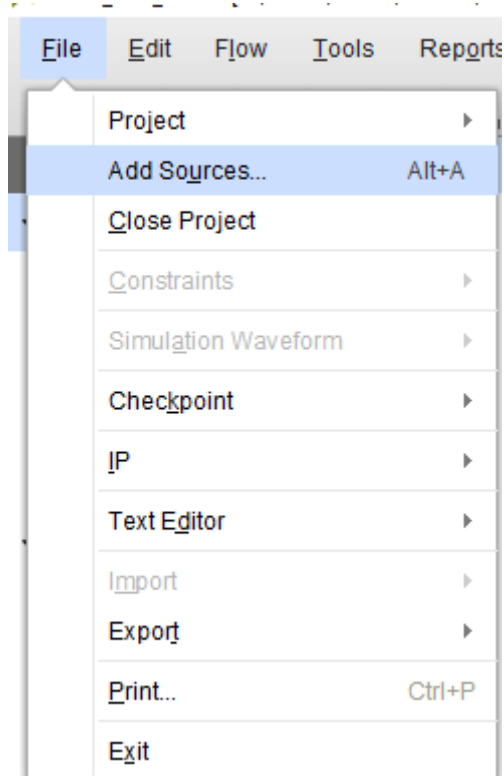 File Edit Flow Tools Reports
Project
Add Sources... Alt+A
Close Project
Constraints
Simulation Waveform
Checkpoint
IP
Text Editor
Import
Export
Print... Ctrl+P
Exit